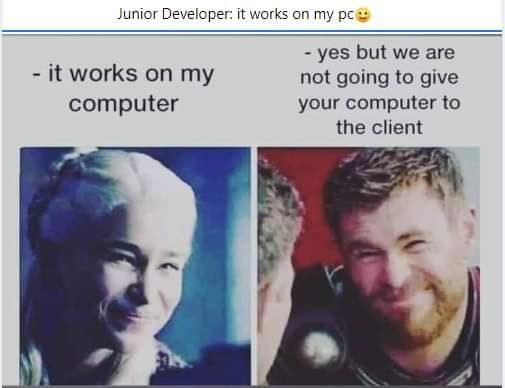 Junior Developer: it works on my pc🙂
- it works on my
computer
- yes but we are
not going to give
your computer to
the client